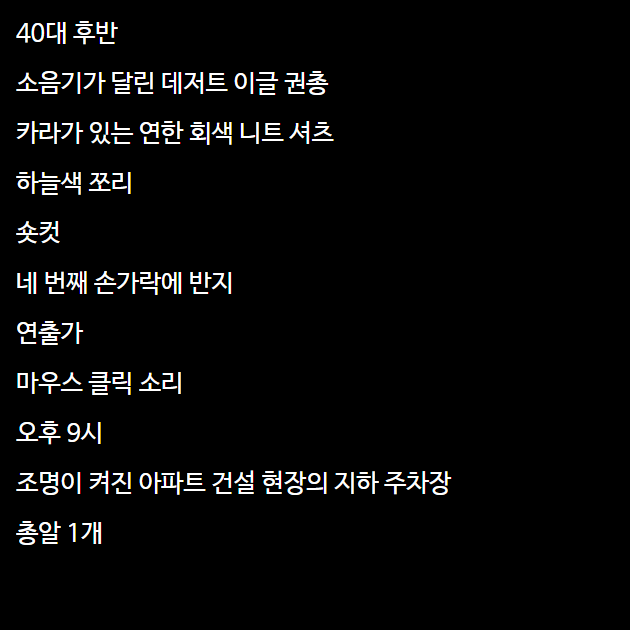 40대 후반
소음기가 달린 데저트 이글 권총
카라가 있는 연한 회색 니트 셔츠
하늘색 쪼리
숏컷
네 번째 손가락에 반지
연출가
마우스 클릭 소리
오후 9시
조명이 켜진 아파트 건설 현장의 지하 주차장
총알 1개